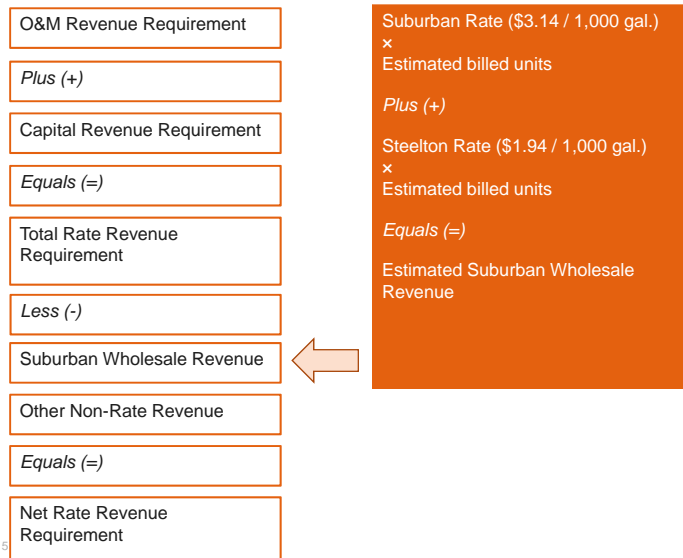 O&M Revenue Requirement
Plus (+)
Capital Revenue Requirement
Equals (=)
Total Rate Revenue
Requirement
Less (-)
Suburban Wholesale Revenue
Other Non-Rate Revenue
Equals (=)
Net Rate Revenue
Requirement
5
Suburban Rate ($3.14 / 1,000 gal.)
×
Estimated billed units
Plus (+)
Steelton Rate ($1.94 / 1,000 gal.)
×
Estimated billed units
Equals (=)
Estimated Suburban Wholesale
Revenue